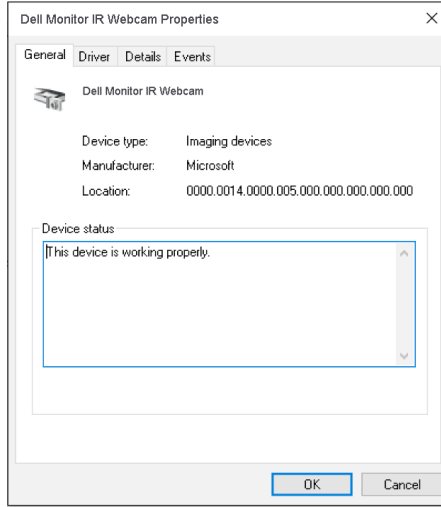 Dell Monitor IR Webcam Properties
General Driver Details Events
Dell Monitor IR Webcam
Device type: Imaging devices
Manufacturer: Microsoft
Location: 0000.0014.0000.005.000.000.000.000.000
Device status
This device is working properly.
OK Cancel